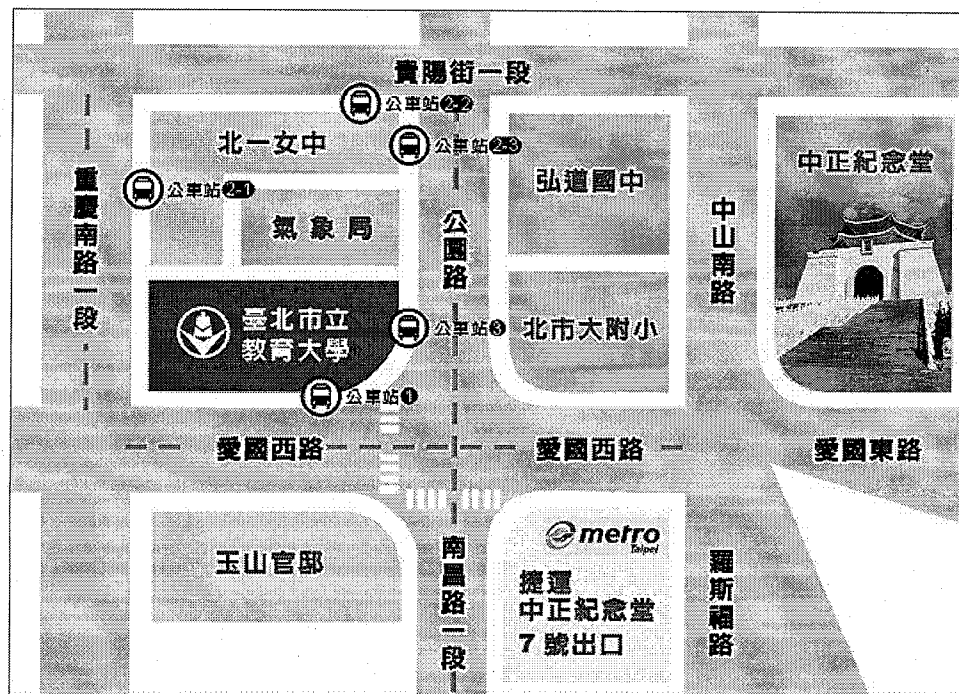 貴陽街一段
公車站2-2
北一女中
公車站2-3
弘道國中
中正紀念堂
重慶南路一段
公車站2-1
氣象局
公園路
中山南路
臺北市立
教育大學
公車站3
北市大附小
公車站1
愛國西路
愛國西路
愛國東路
玉山官邸
南昌路一段
metro
Taipei
捷運
中正紀念堂
7號出口
羅斯福路